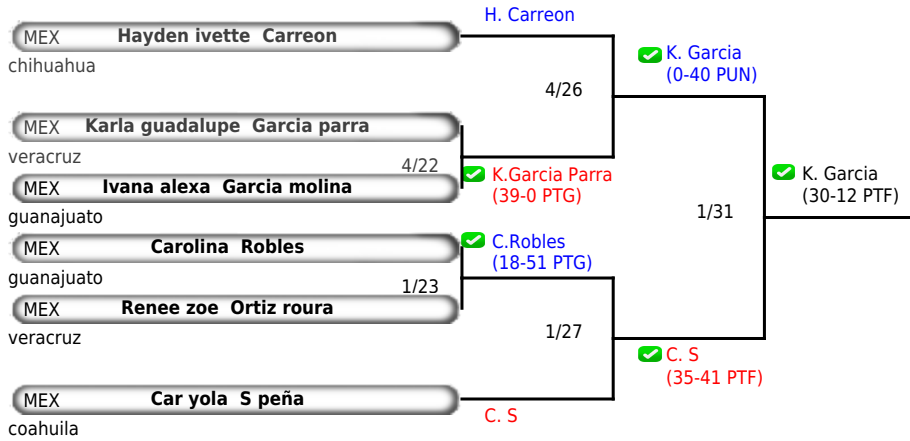 H. Carreon
MEX Hayden ivette Carreon
chihuahua
K. Garcia
(0-40 PUN)
4/26
MEX Karla guadalupe Garcia parra
veracruz
4/22
K.Garcia Parra
(39-0 PTG)
MEX Ivana alexa Garcia molina
guanajuato
K. Garcia
(30-12 PTF)
1/31
MEX Carolina Robles
guanajuato
C.Robles
(18-51 PTG)
1/23
MEX Renee zoe Ortiz roura
veracruz
1/27
C. S
(35-41 PTF)
MEX Car yola S peña
coahuila
C. S